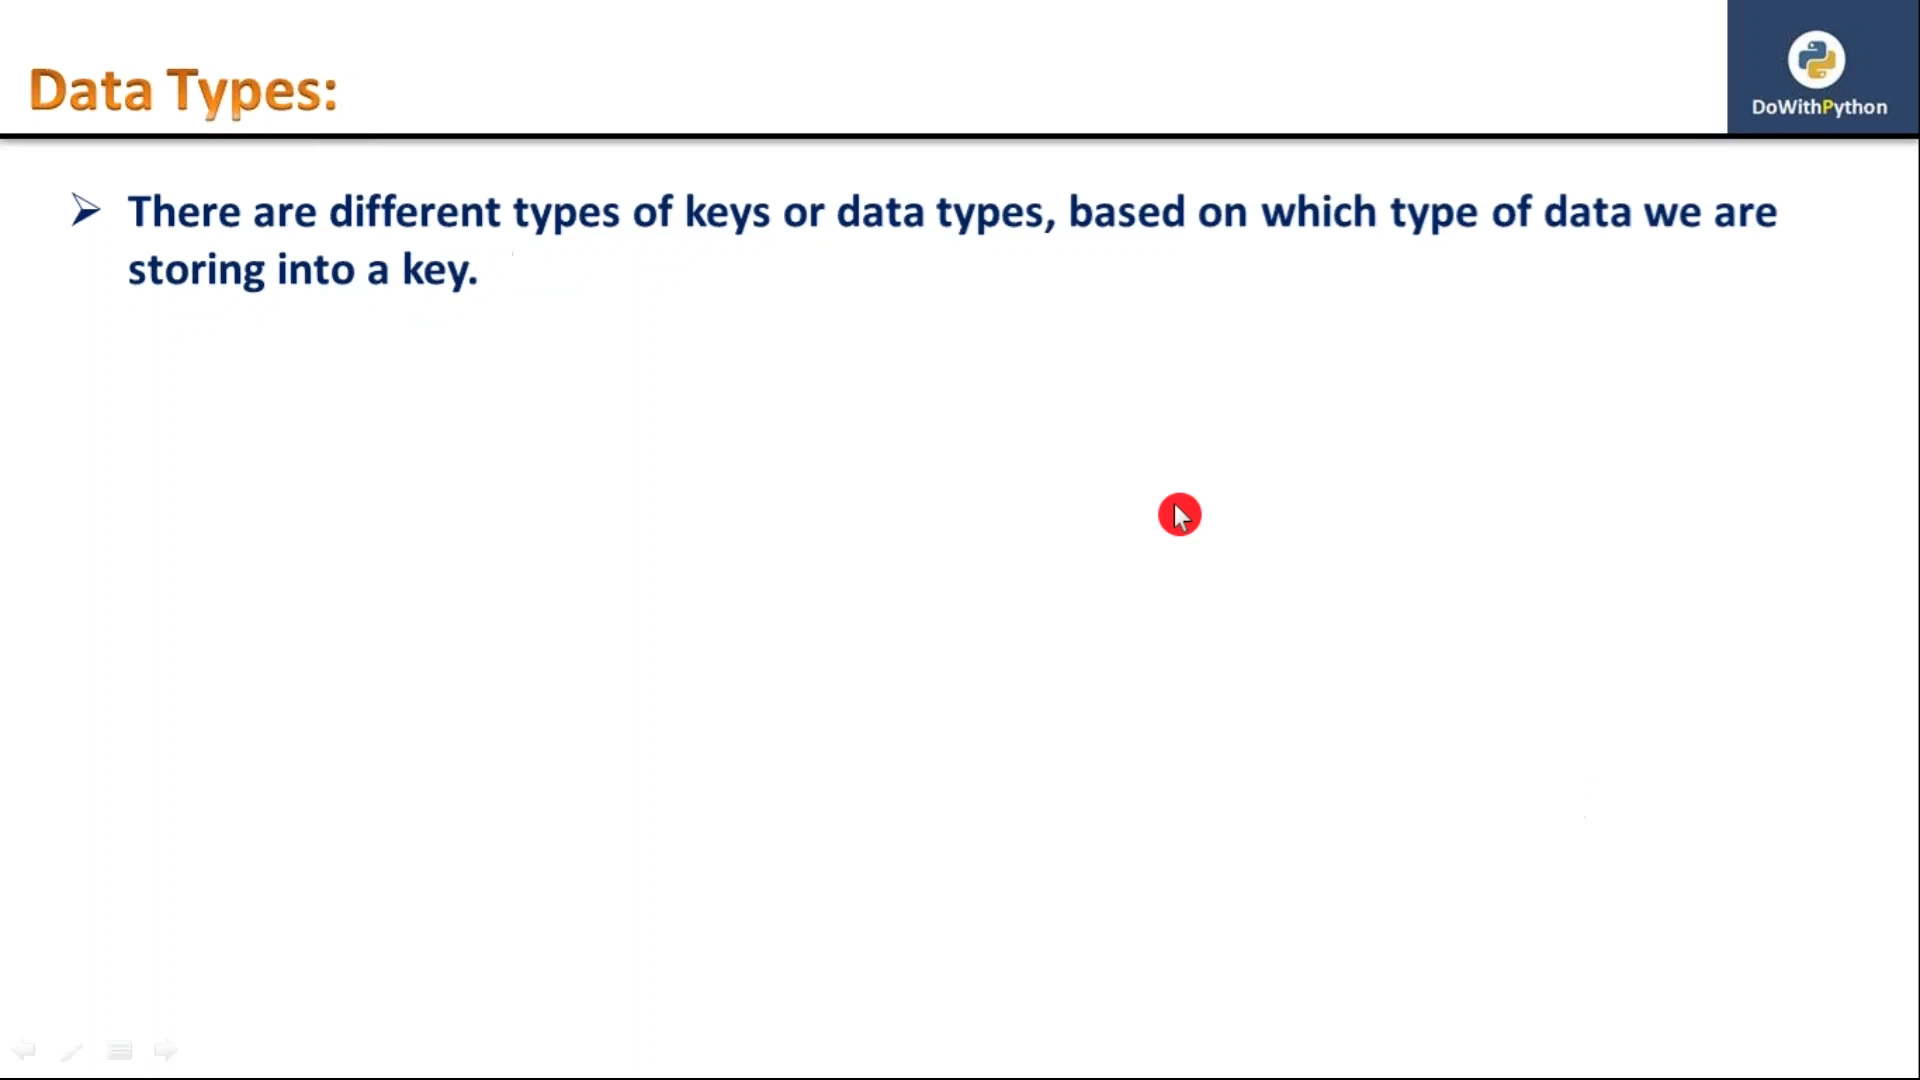 Data Types:
DoWithPython
There are different types of keys or data types, based on which type of data we are
storing into a key.